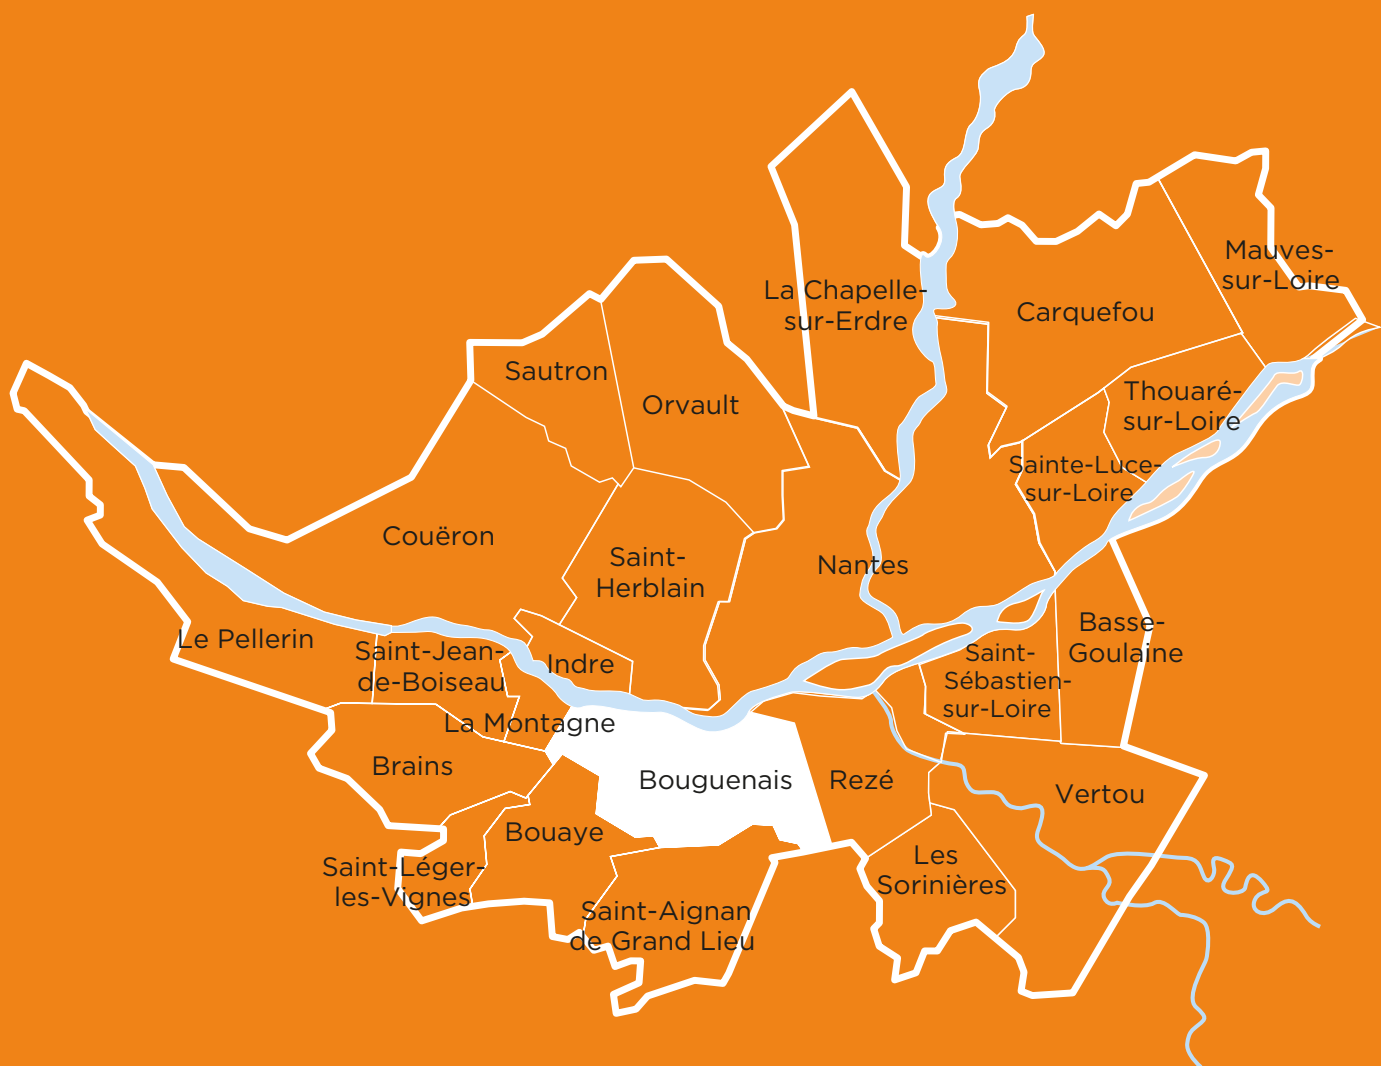 Mauves-
sur-Loire
La Chapelle-
sur-Erdre
Carquefou
Sautron
Orvault
Thouaré-
sur-Loire
Sainte-Luce-
sur-Loire
Couëron
Saint-
Herblain
Nantes
Le Pellerin
Saint-Jean-
de-Boiseau
Indre
Saint-
Sébastien-
sur-Loire
Basse-
Goulaine
La Montagne
Brains
Bouguenais
Rezé
Vertou
Bouaye
Saint-Léger-
les-Vignes
Les
Sorinières
Saint-Aignan
de Grand Lieu